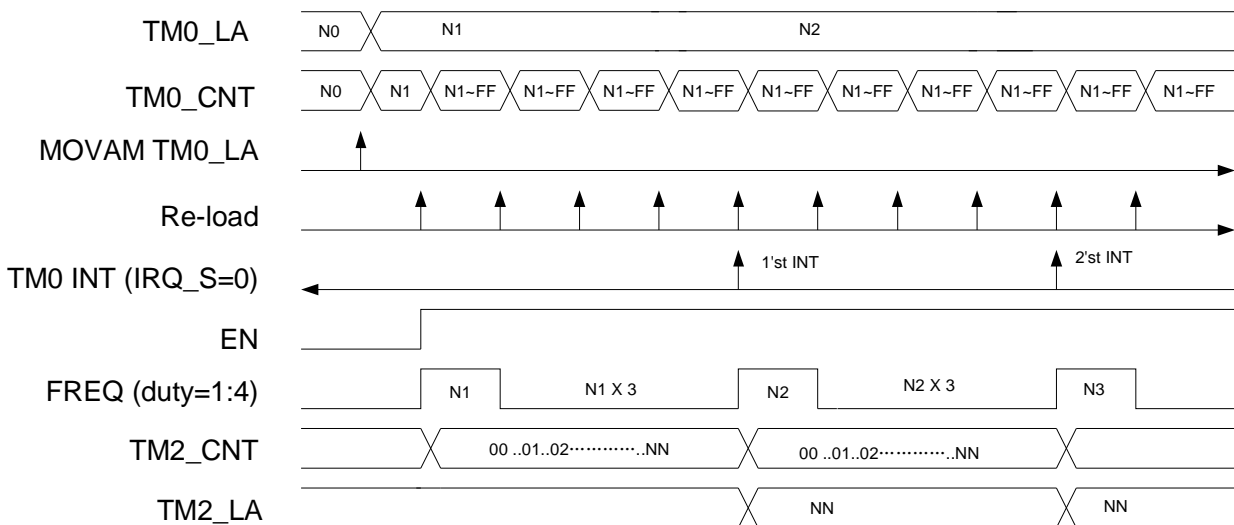 TM0_LA N0 N1 N2
TM0_CNT N0 N1 N1~FF N1~FF N1~FF N1~FF N1~FF N1~FF N1~FF N1~FF N1~FF N1~FF
MOVAM TM0_LA
Re-load
TM0 INT (IRQ_S=0) 1'st INT 2'st INT
EN
FREQ (duty=1:4) N1 N1 X 3 N2 N2 X 3 N3
TM2_CNT 00 ..01..02············..NN 00 ..01..02············..NN
TM2_LA NN NN